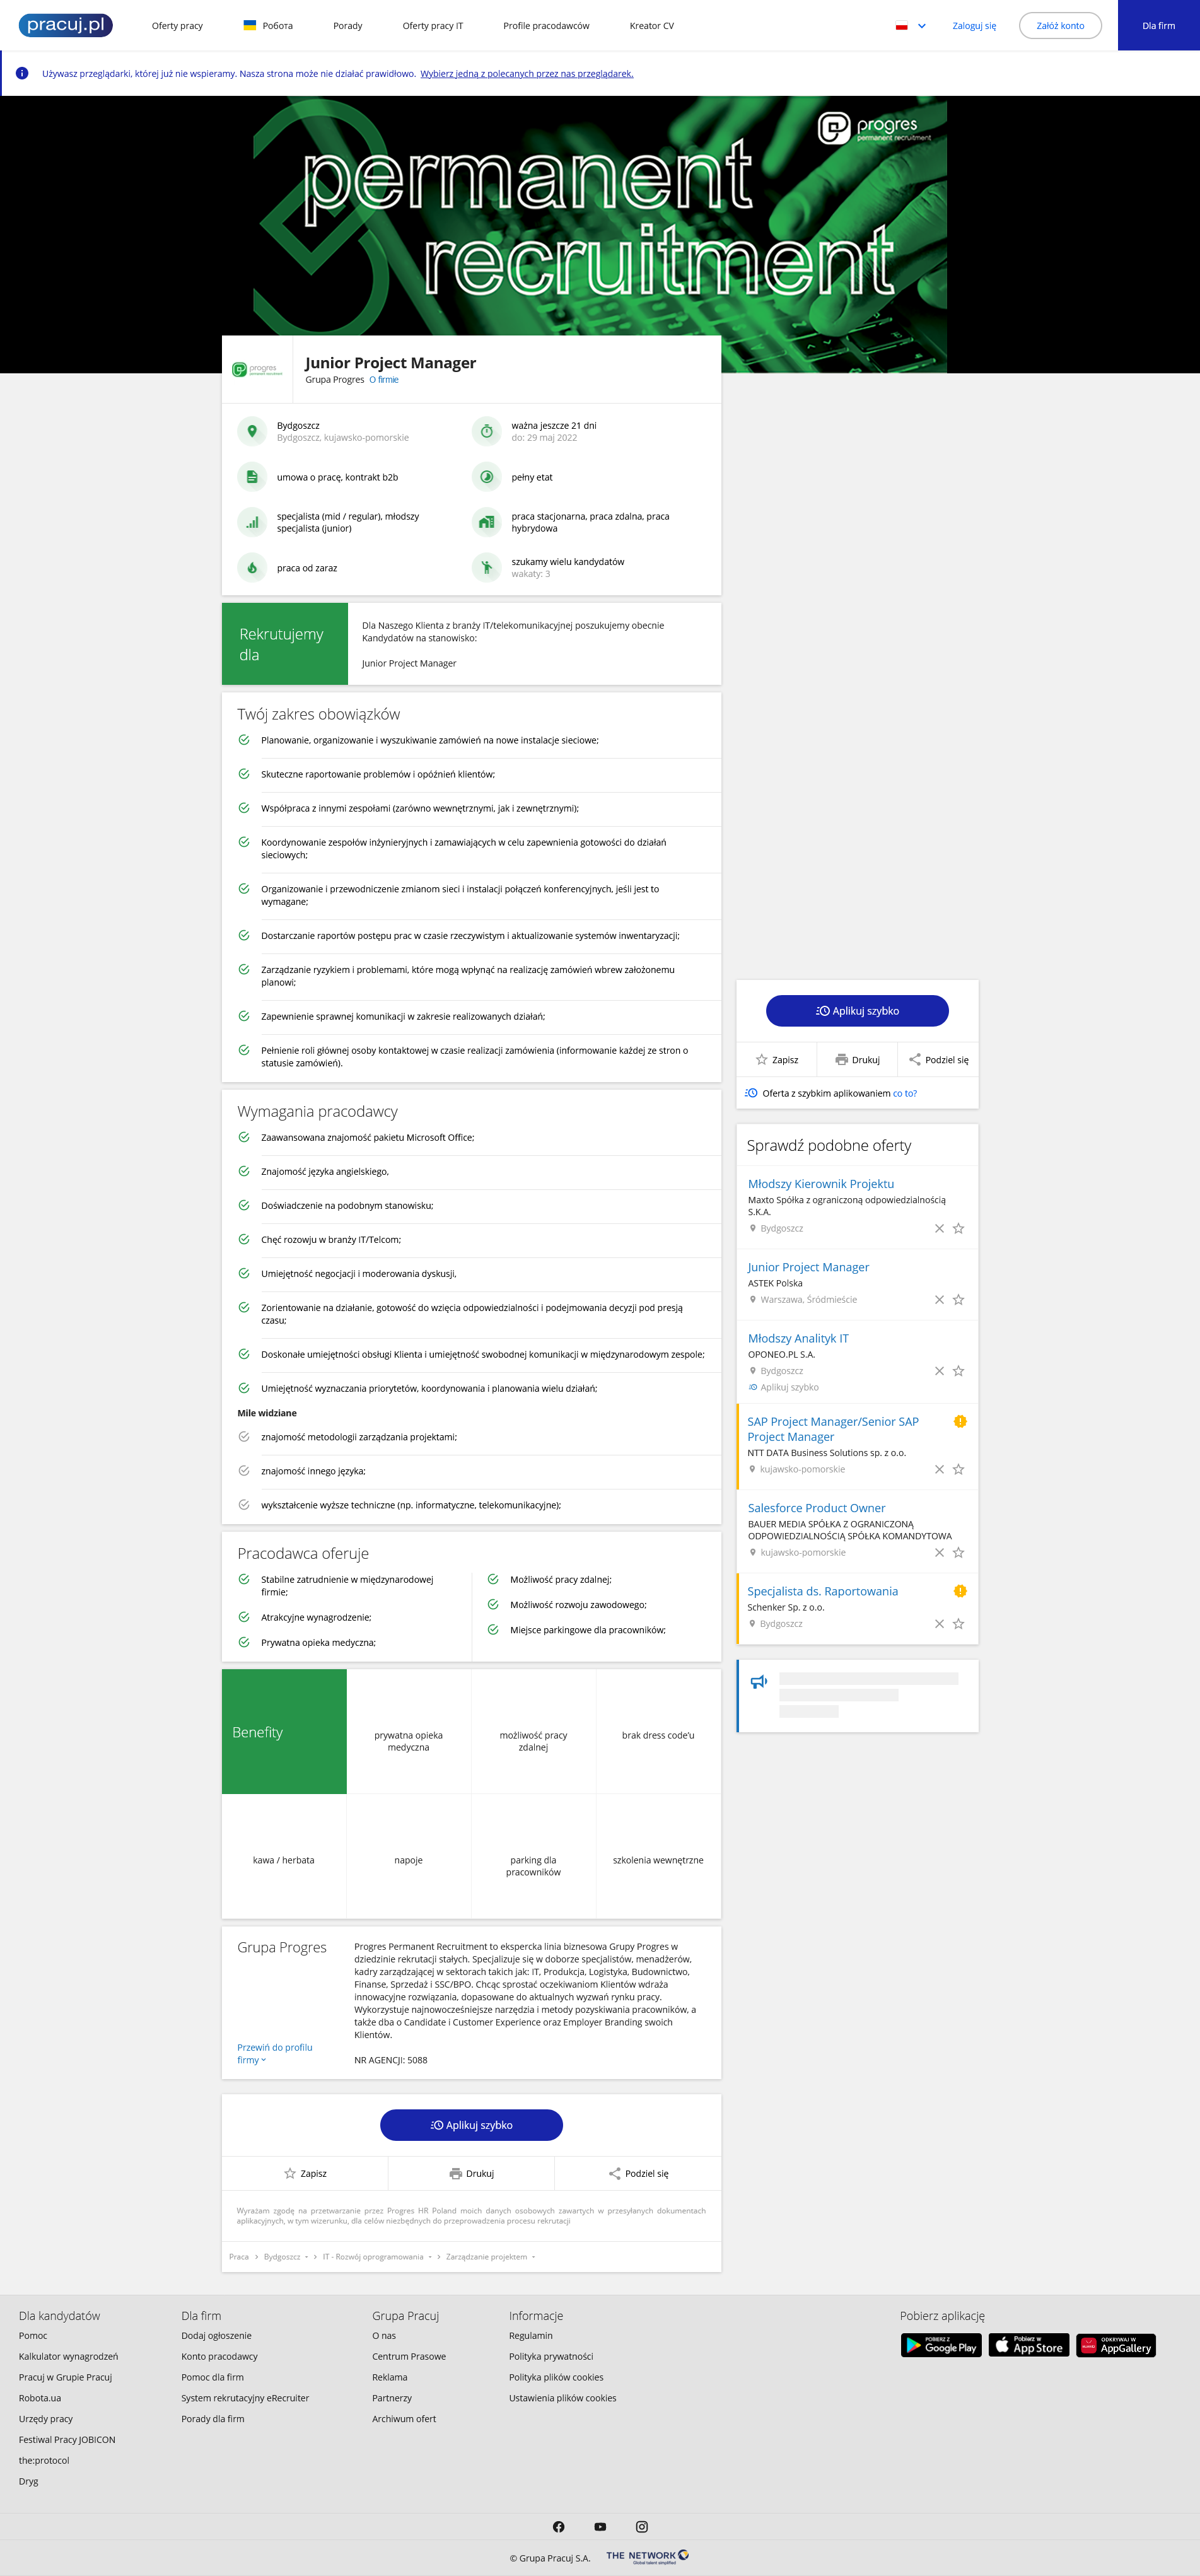 pracuj.pl
Oferty pracy
Робота
Porady
Oferty pracy IT
Profile pracodawców
Kreator CV
Zaloguj się
Załóż konto
Dla firm
Używasz przeglądarki, której już nie wspieramy. Nasza strona może nie działać prawidłowo. Wybierz jedną z polecanych przez nas przeglądarek.
progres
permanent recruitment
permanent
recruitment
progres
Junior Project Manager
Grupa Progres O firmie
Bydgoszcz
Bydgoszcz, kujawsko-pomorskie
ważna jeszcze 21 dni
do: 29 maj 2022
umowa o pracę, kontrakt b2b
pełny etat
specjalista (mid / regular), młodszy
specjalista (junior)
praca stacjonarna, praca zdalna, praca
hybrydowa
praca od zaraz
szukamy wielu kandydatów
wakaty: 3
Rekrutujemy
dla
Dla Naszego Klienta z branży IT/telekomunikacyjnej poszukujemy obecnie
Kandydatów na stanowisko:
Junior Project Manager
Twój zakres obowiązków
Planowanie, organizowanie i wyszukiwanie zamówień na nowe instalacje sieciowe;
Skuteczne raportowanie problemów i opóźnień klientów;
Współpraca z innymi zespołami (zarówno wewnętrznymi, jak i zewnętrznymi);
Koordynowanie zespołów inżynieryjnych i zamawiających w celu zapewnienia gotowości do działań
sieciowych;
Organizowanie i przewodniczenie zmianom sieci i instalacji połączeń konferencyjnych, jeśli jest to
wymagane;
Dostarczanie raportów postępu prac w czasie rzeczywistym i aktualizowanie systemów inwentaryzacji;
Zarządzanie ryzykiem i problemami, które mogą wpłynąć na realizację zamówień wbrew założonemu
planowi;
Zapewnienie sprawnej komunikacji w zakresie realizowanych działań;
Pełnienie roli głównej osoby kontaktowej w czasie realizacji zamówienia (informowanie każdej ze stron o
statusie zamówień).
Aplikuj szybko
Zapisz
Drukuj
Podziel się
Oferta z szybkim aplikowaniem co to?
Wymagania pracodawcy
Zaawansowana znajomość pakietu Microsoft Office;
Znajomość języka angielskiego,
Doświadczenie na podobnym stanowisku;
Chęć rozowju w branży IT/Telcom;
Umiejętność negocjacji i moderowania dyskusji,
Zorientowanie na działanie, gotowość do wzięcia odpowiedzialności i podejmowania decyzji pod presją
czasu;
Doskonałe umiejętności obsługi Klienta i umiejętność swobodnej komunikacji w międzynarodowym zespole;
Umiejętność wyznaczania priorytetów, koordynowania i planowania wielu działań;
Mile widziane
znajomość metodologii zarządzania projektami;
znajomość innego języka;
wykształcenie wyższe techniczne (np. informatyczne, telekomunikacyjne);
Sprawdź podobne oferty
Młodszy Kierownik Projektu
Maxto Spółka z ograniczoną odpowiedzialnością
S.K.A.
Bydgoszcz
Junior Project Manager
ASTEK Polska
Warszawa, Śródmieście
Młodszy Analityk IT
OPONEO.PL S.A.
Bydgoszcz
Aplikuj szybko
SAP Project Manager/Senior SAP
Project Manager
NTT DATA Business Solutions sp. z o.o.
kujawsko-pomorskie
Salesforce Product Owner
BAUER MEDIA SPÓŁKA Z OGRANICZONĄ
ODPOWIEDZIALNOŚCIĄ SPÓŁKA KOMANDYTOWA
kujawsko-pomorskie
Specjalista ds. Raportowania
Schenker Sp. z o.o.
Bydgoszcz
Pracodawca oferuje
Stabilne zatrudnienie w międzynarodowej
firmie;
Atrakcyjne wynagrodzenie;
Prywatna opieka medyczna;
Możliwość pracy zdalnej;
Możliwość rozwoju zawodowego;
Miejsce parkingowe dla pracowników;
Benefity
prywatna opieka
medyczna
możliwość pracy
zdalnej
brak dress code'u
kawa / herbata
napoje
parking dla
pracowników
szkolenia wewnętrzne
Grupa Progres
Progres Permanent Recruitment to ekspercka linia biznesowa Grupy Progres w
dziedzinie rekrutacji stałych. Specjalizuje się w doborze specjalistów, menadżerów,
kadry zarządzającej w sektorach takich jak: IT, Produkcja, Logistyka, Budownictwo,
Finanse, Sprzedaż i SSC/BPO. Chcąc sprostać oczekiwaniom Klientów wdraża
innowacyjne rozwiązania, dopasowane do aktualnych wyzwań rynku pracy.
Wykorzystuje najnowocześniejsze narzędzia i metody pozyskiwania pracowników, a
także dba o Candidate i Customer Experience oraz Employer Branding swoich
Klientów.
NR AGENCJI: 5088
Przewiń do profilu
firmy
Aplikuj szybko
Zapisz
Drukuj
Podziel się
Wyrażam zgodę na przetwarzanie przez Progres HR Poland moich danych osobowych zawartych w przesyłanych dokumentach
aplikacyjnych, w tym wizerunku, dla celów niezbędnych do przeprowadzenia procesu rekrutacji
Praca > Bydgoszcz > IT - Rozwój oprogramowania > Zarządzanie projektem
Dla kandydatów
Pomoc
Kalkulator wynagrodzeń
Pracuj w Grupie Pracuj
Robota.ua
Urzędy pracy
Festiwal Pracy JOBICON
the:protocol
Dryg
Dla firm
Dodaj ogłoszenie
Konto pracodawcy
Pomoc dla firm
System rekrutacyjny eRecruiter
Porady dla firm
Grupa Pracuj
O nas
Centrum Prasowe
Reklama
Partnerzy
Archiwum ofert
Informacje
Regulamin
Polityka prywatności
Polityka plików cookies
Ustawienia plików cookies
Pobierz aplikację
POBIERZ Z
Google Play
Pobierz w
App Store
ODKRYWAJ W
AppGallery
© Grupa Pracuj S.A.
THE NETWORK
Global talent simplified